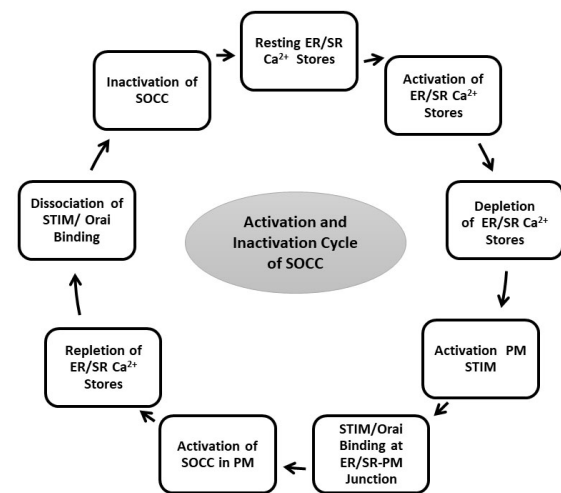 Resting ER/SR
Ca²⁺ Stores
Activation of
ER/SR Ca²⁺
Stores
Depletion
of ER/SR Ca²⁺
Stores
Activation PM
STIM
STIM/Orai
Binding at
ER/SR-PM
Junction
Activation of
SOCC in PM
Repletion of
ER/SR Ca²⁺
Stores
Dissociation of
STIM/ Orai
Binding
Inactivation of
SOCC
Activation and
Inactivation Cycle
of SOCC